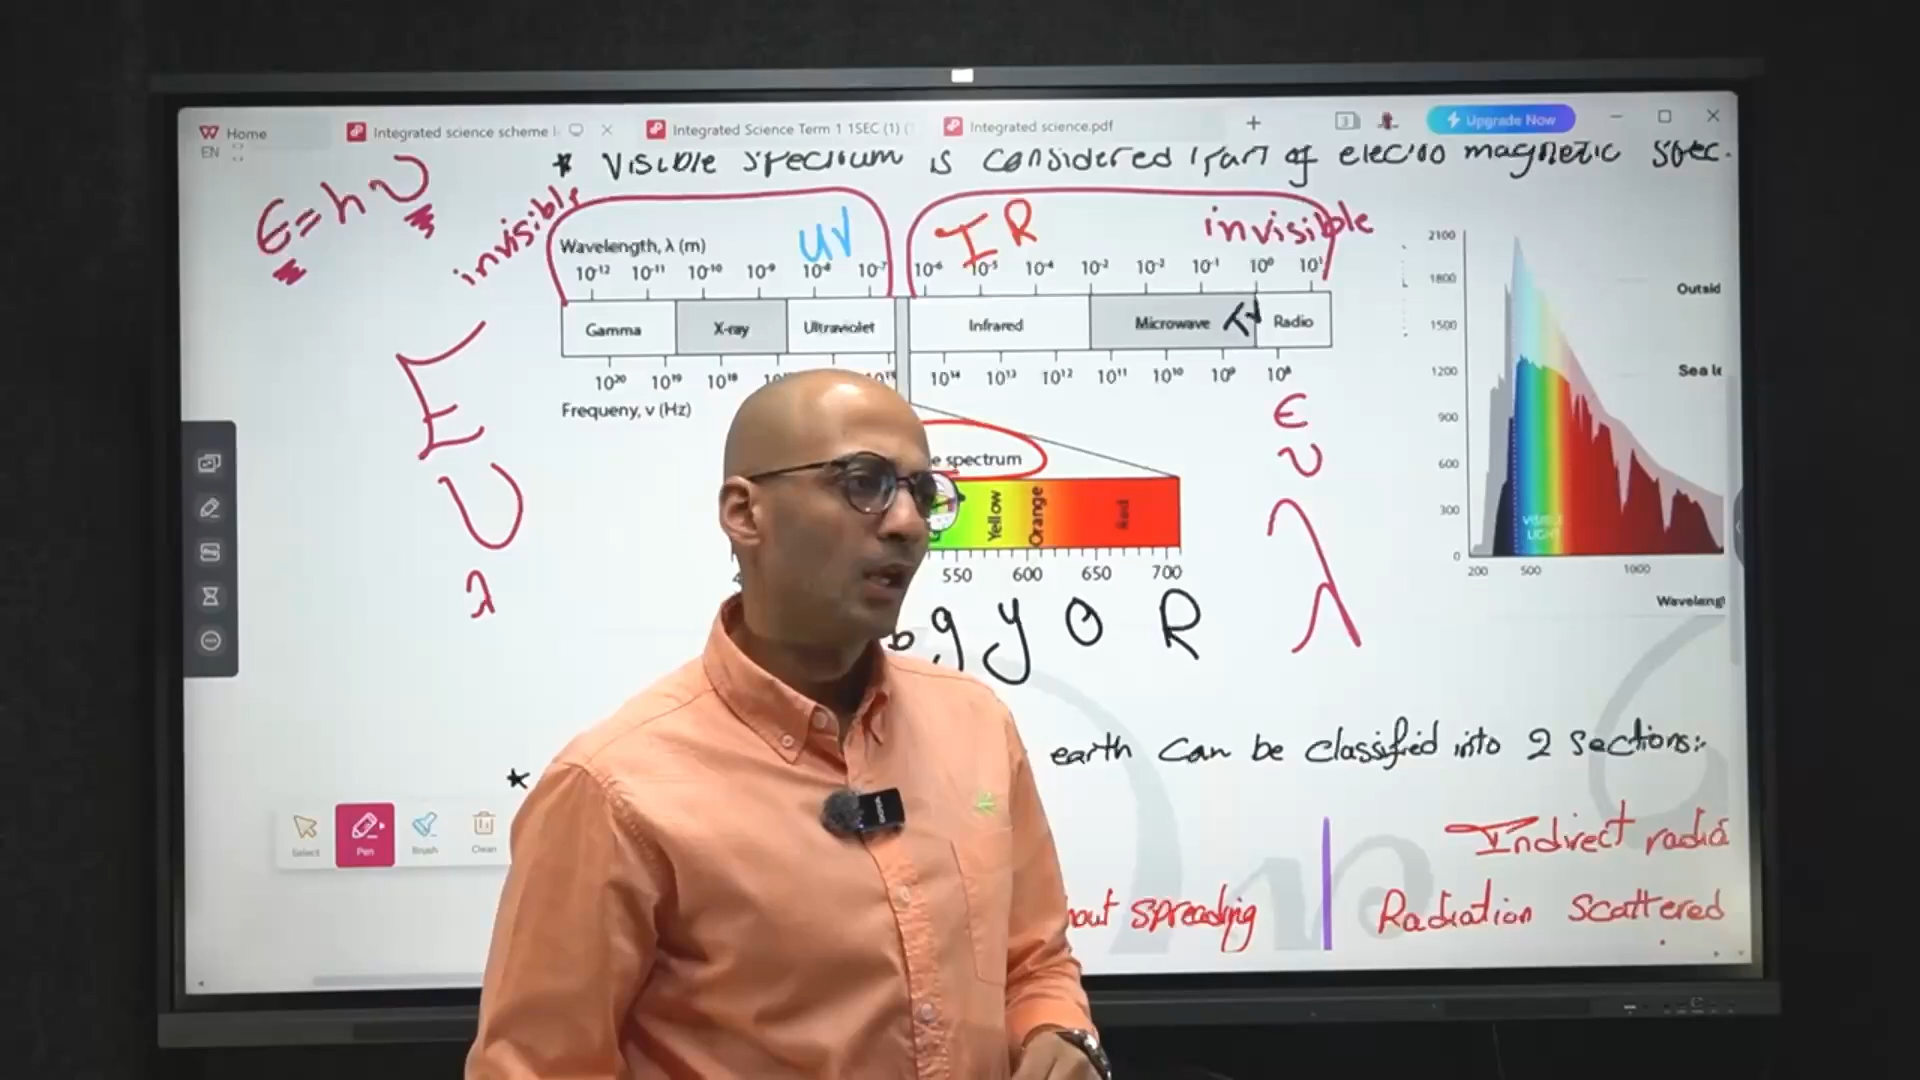 Home
Integrated science scheme I
Integrated Science Term 1 1SEC (1) (
Integrated science.pdf
Upgrade Now
EN
* Visible spectrum is considered part of electro magnetic spec.
E=hυ
invisible
UV
IR
invisible
Wavelength, λ (m)
10-12 10-11 10-10 10-9 10-8 10-7 10-6 10-5 10-4 10-2 10-2 10-1 10⁰ 10¹
Gamma X-ray Ultraviolet Infrared Microwave TV Radio
10²⁰ 10¹⁹ 10¹⁸ 10¹⁴ 10¹³ 10¹² 10¹¹ 10¹⁰ 10⁹ 10⁸
Frequeny, v (Hz)
E
υ
λ
e spectrum
Yellow Orange Red
550 600 650 700
b g y O R
ϵ
υ
λ
2100
1800
1500
1200
900
600
300
0
Outsid
Sea le
VISIBLE
LIGHT
200 500 1000
Wavelengt
* earth can be classified into 2 sections:
Indirect radia
out spreading
Radiation scattered
Select Pen Brush Clean